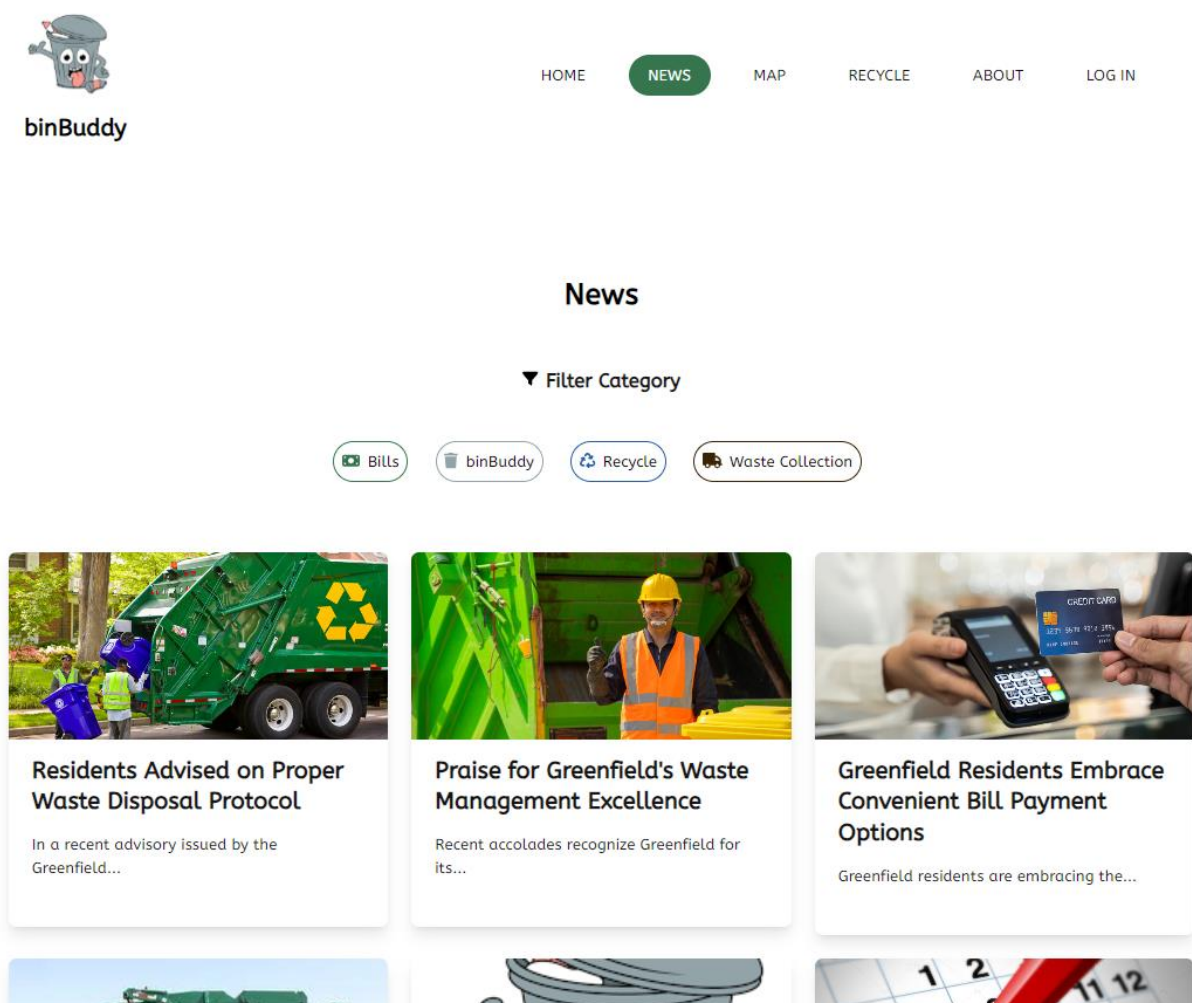 binBuddy
HOME
NEWS
MAP
RECYCLE
ABOUT
LOG IN
News
Filter Category
Bills
binBuddy
Recycle
Waste Collection
CREDIT CARD
Residents Advised on Proper
Waste Disposal Protocol
In a recent advisory issued by the
Greenfield...
Praise for Greenfield's Waste
Management Excellence
Recent accolades recognize Greenfield for
its...
Greenfield Residents Embrace
Convenient Bill Payment
Options
Greenfield residents are embracing the...
1 2
11 12